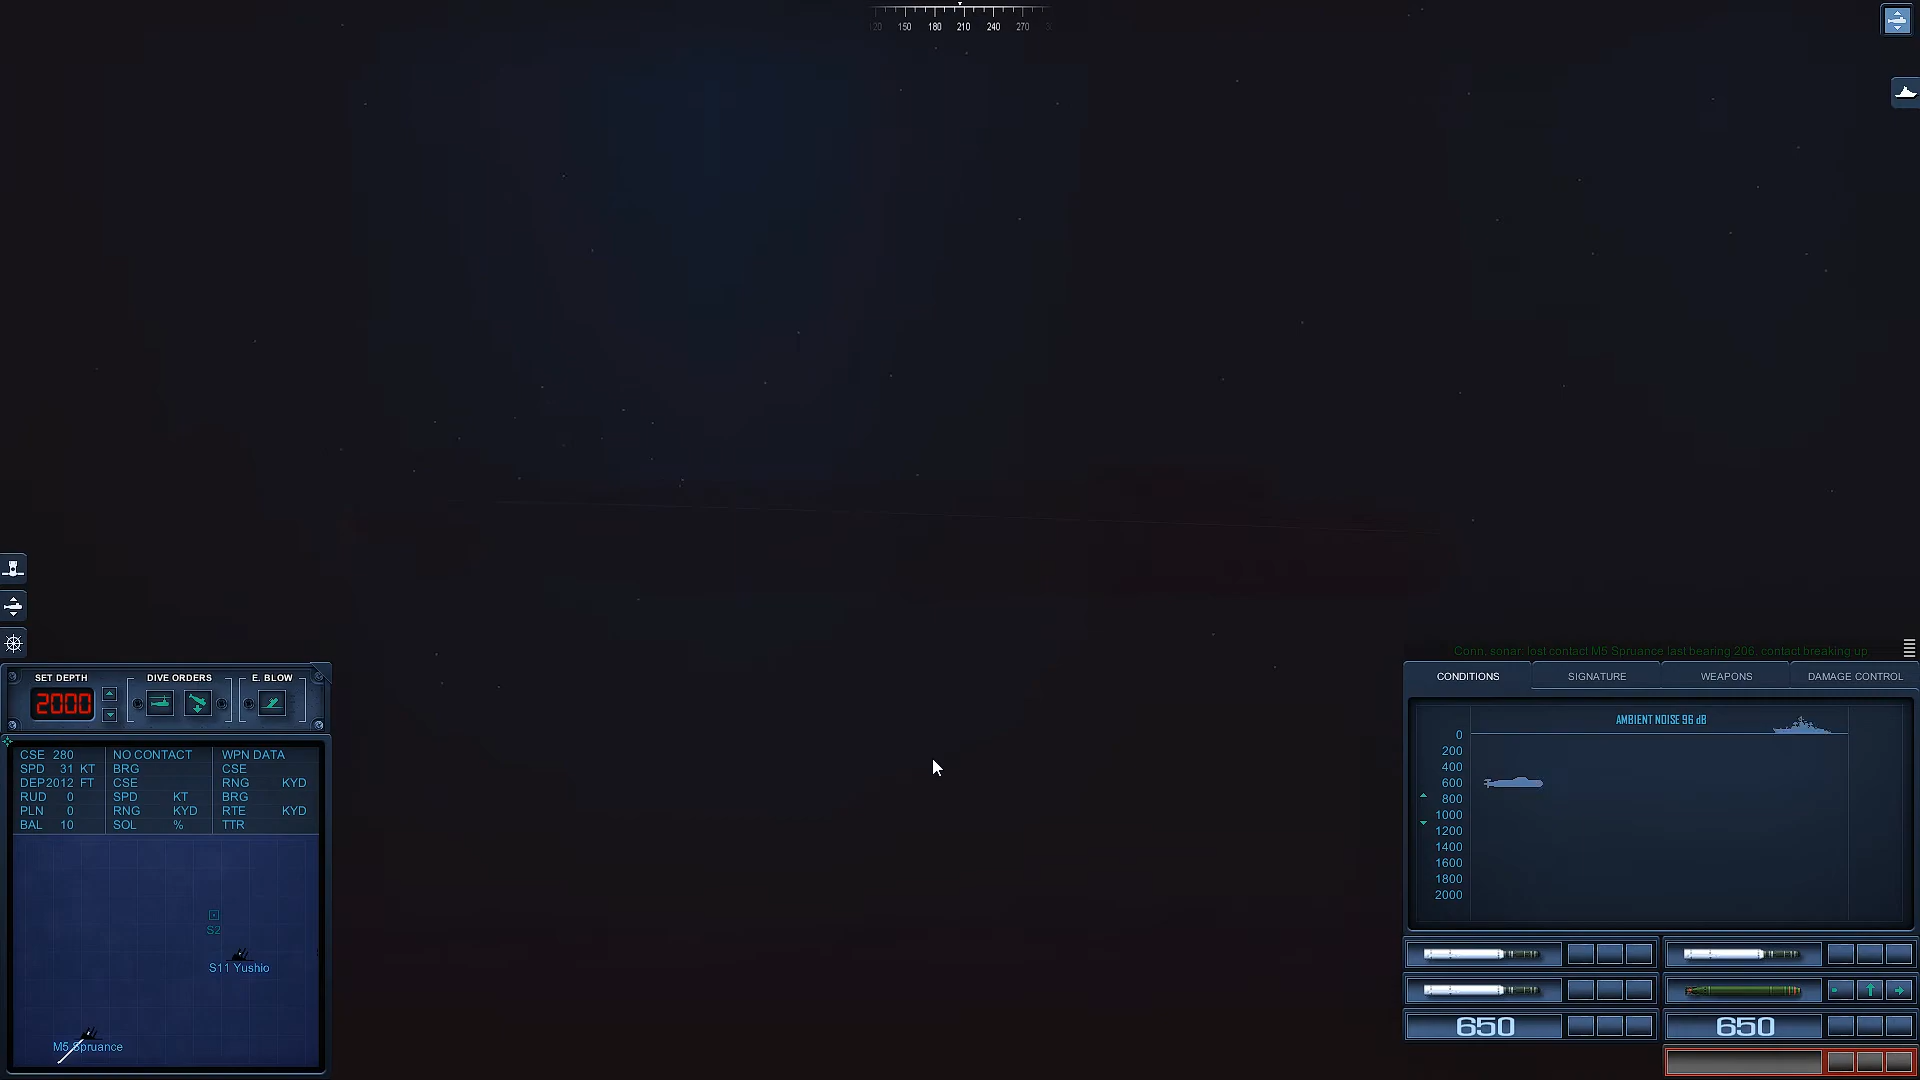 150 180 210 240 270
Conn, sonar: lost contact M5 Spruance last bearing 206, contact breaking up
SET DEPTH
DIVE ORDERS
E. BLOW
2000
CSE 280
SPD 31 KT
DEP2012 FT
RUD 0
PLN 0
BAL 10
NO CONTACT
BRG
CSE
SPD KT
RNG KYD
SOL %
WPN DATA
CSE
RNG KYD
BRG
RTE KYD
TTR
S2
S11 Yushio
M5 Spruance
CONDITIONS
SIGNATURE
WEAPONS
DAMAGE CONTROL
AMBIENT NOISE 96 dB
0
200
400
600
800
1000
1200
1400
1600
1800
2000
650
650